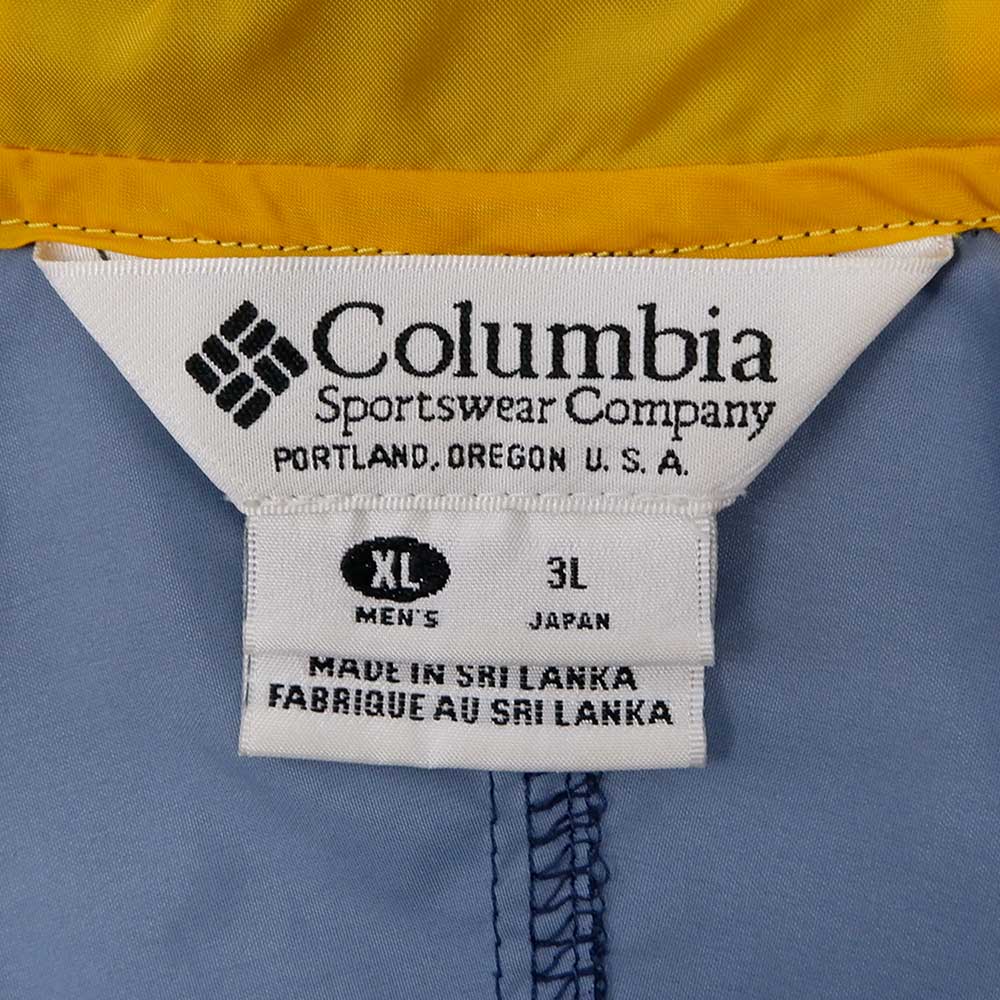 Columbia
Sportswear Company
PORTLAND, OREGON U. S. A.
XL 3L
MEN'S JAPAN
MADE IN SRI LANKA
FABRIQUE AU SRI LANKA